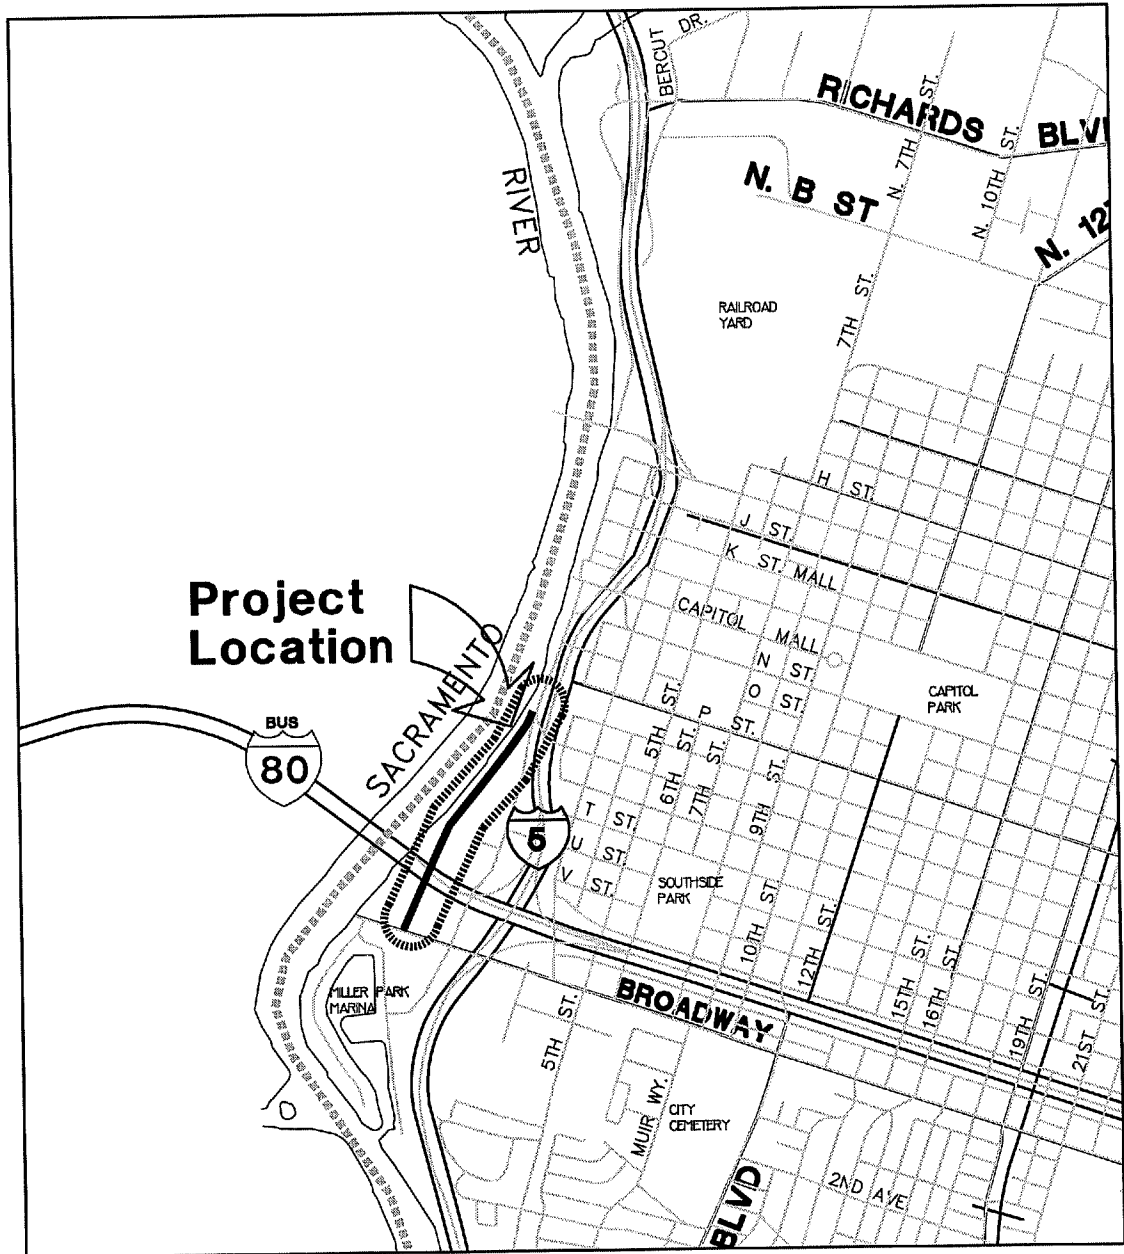 BERCUT DR.
RICHARDS BLV
N. 7TH ST.
N. 10TH ST.
N. B ST
N. 12
RIVER
RAILROAD
YARD
7TH ST.
H ST.
J ST.
K ST. MALL
CAPITOL MALL
Project
Location
SACRAMENTO
N ST.
O ST.
CAPITOL
PARK
P ST.
BUS
80
5TH ST.
6TH ST.
7TH ST.
9TH ST.
5
T ST.
U ST.
V ST.
SOUTHSIDE
PARK
10TH ST.
12TH ST.
15TH ST.
16TH ST.
19TH ST.
21ST ST.
MILLER PARK
MARINA
BROADWAY
5TH ST.
MUIR WY.
CITY
CEMETERY
2ND AVE
BLVD